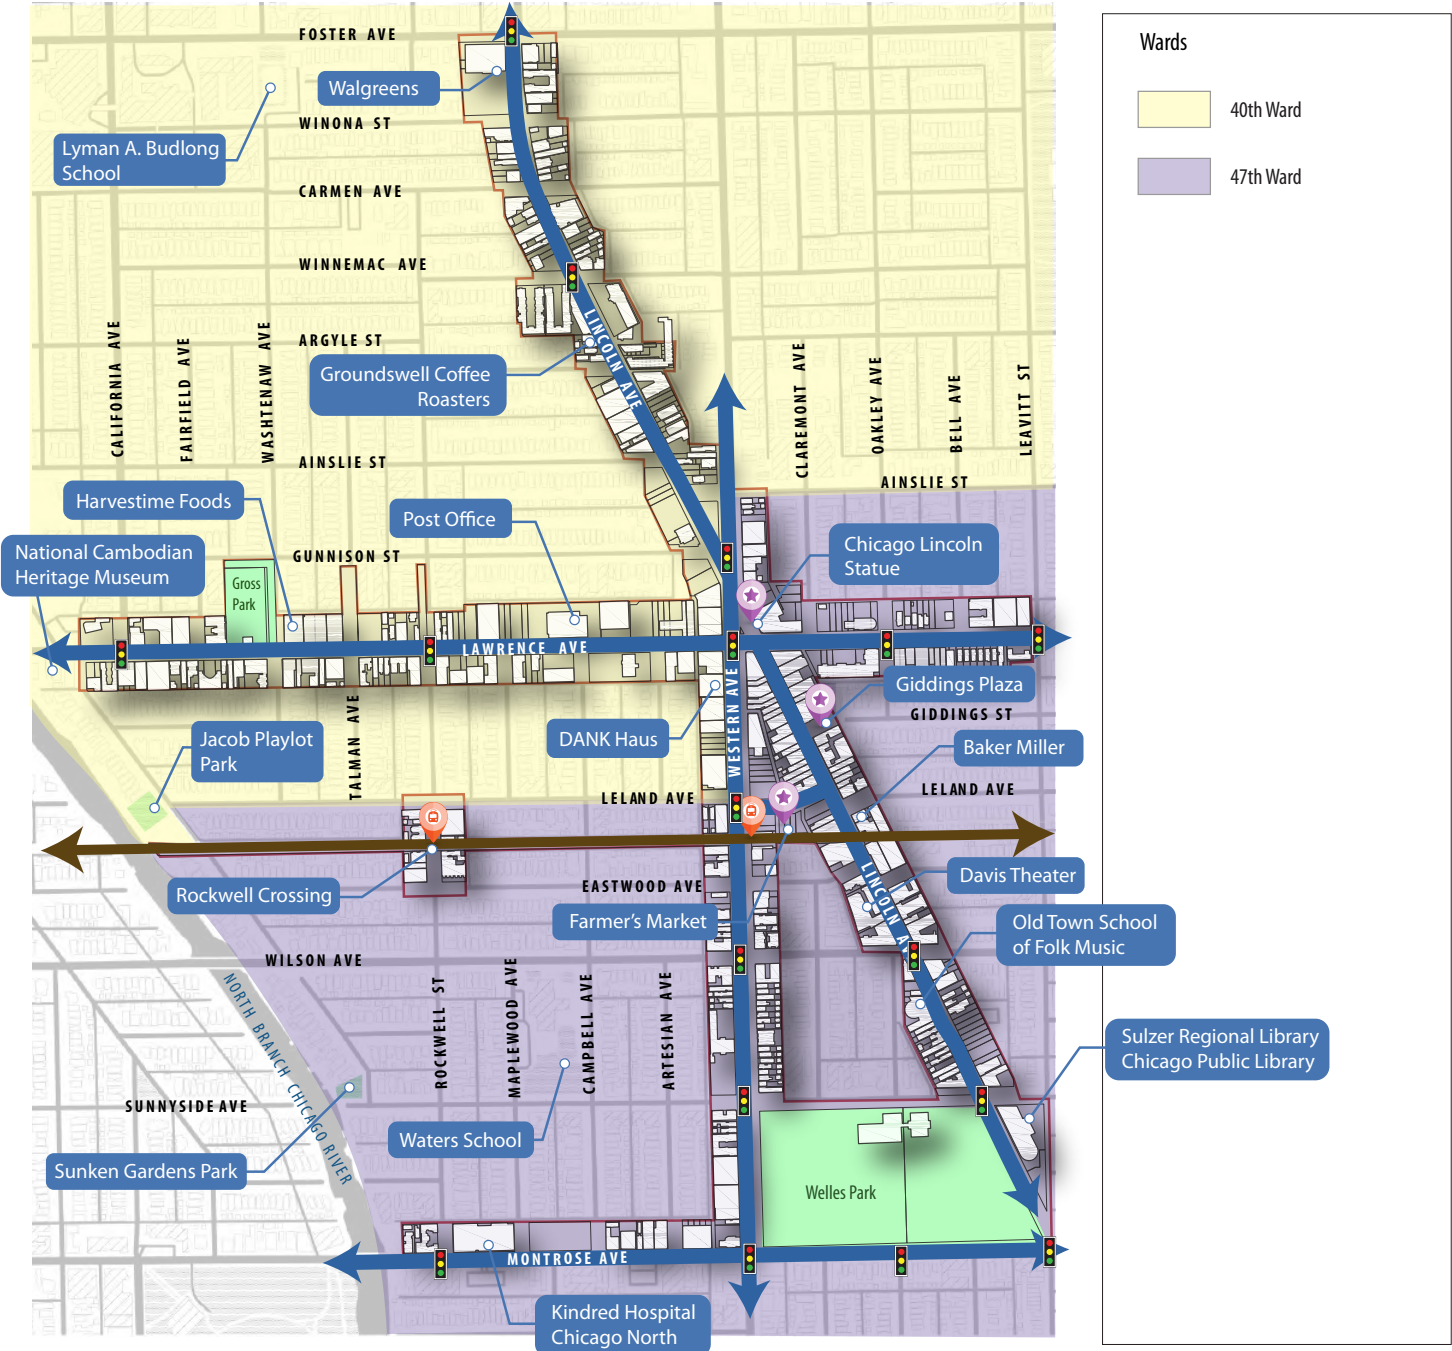 FOSTER AVE
Walgreens
WINONA ST
Lyman A. Budlong
School
CARMEN AVE
WINNEMAC AVE
ARGYLE ST
Groundswell Coffee
Roasters
LINCOLN AVE
CALIFORNIA AVE
FAIRFIELD AVE
WASHTENAW AVE
CLAREMONT AVE
OAKLEY AVE
BELL AVE
LEAVITT ST
AINSLIE ST
AINSLIE ST
Harvestime Foods
Post Office
National Cambodian
Heritage Museum
GUNNISON ST
Gross
Park
Chicago Lincoln
Statue
LAWRENCE AVE
WESTERN AVE
Giddings Plaza
GIDDINGS ST
DANK Haus
Baker Miller
Jacob Playlot
Park
TALMAN AVE
LELAND AVE
LELAND AVE
Rockwell Crossing
EASTWOOD AVE
Farmer's Market
LINCOLN AV
Davis Theater
Old Town School
of Folk Music
WILSON AVE
NORTH BRANCH CHICAGO RIVER
ROCKWELL ST
MAPLEWOOD AVE
CAMPBELL AVE
ARTESIAN AVE
Sulzer Regional Library
Chicago Public Library
SUNNYSIDE AVE
Waters School
Sunken Gardens Park
Welles Park
MONTROSE AVE
Kindred Hospital
Chicago North
Wards
40th Ward
47th Ward